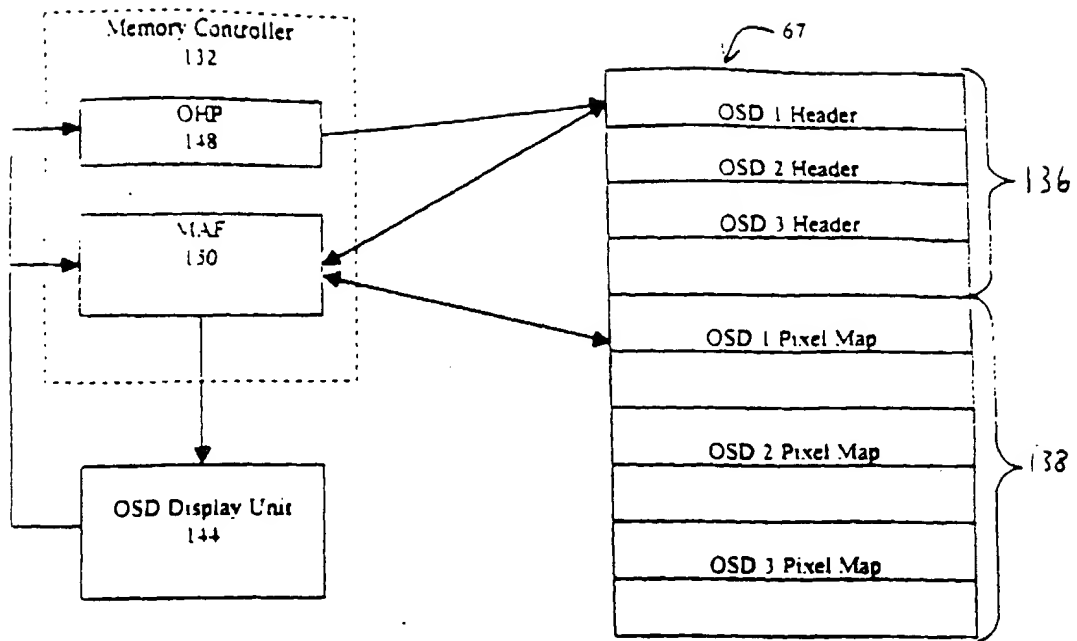 Memory Controller
132
OHP
148
MAF
150
OSD Display Unit
144
67
OSD 1 Header
OSD 2 Header
OSD 3 Header
136
OSD 1 Pixel Map
OSD 2 Pixel Map
138
OSD 3 Pixel Map